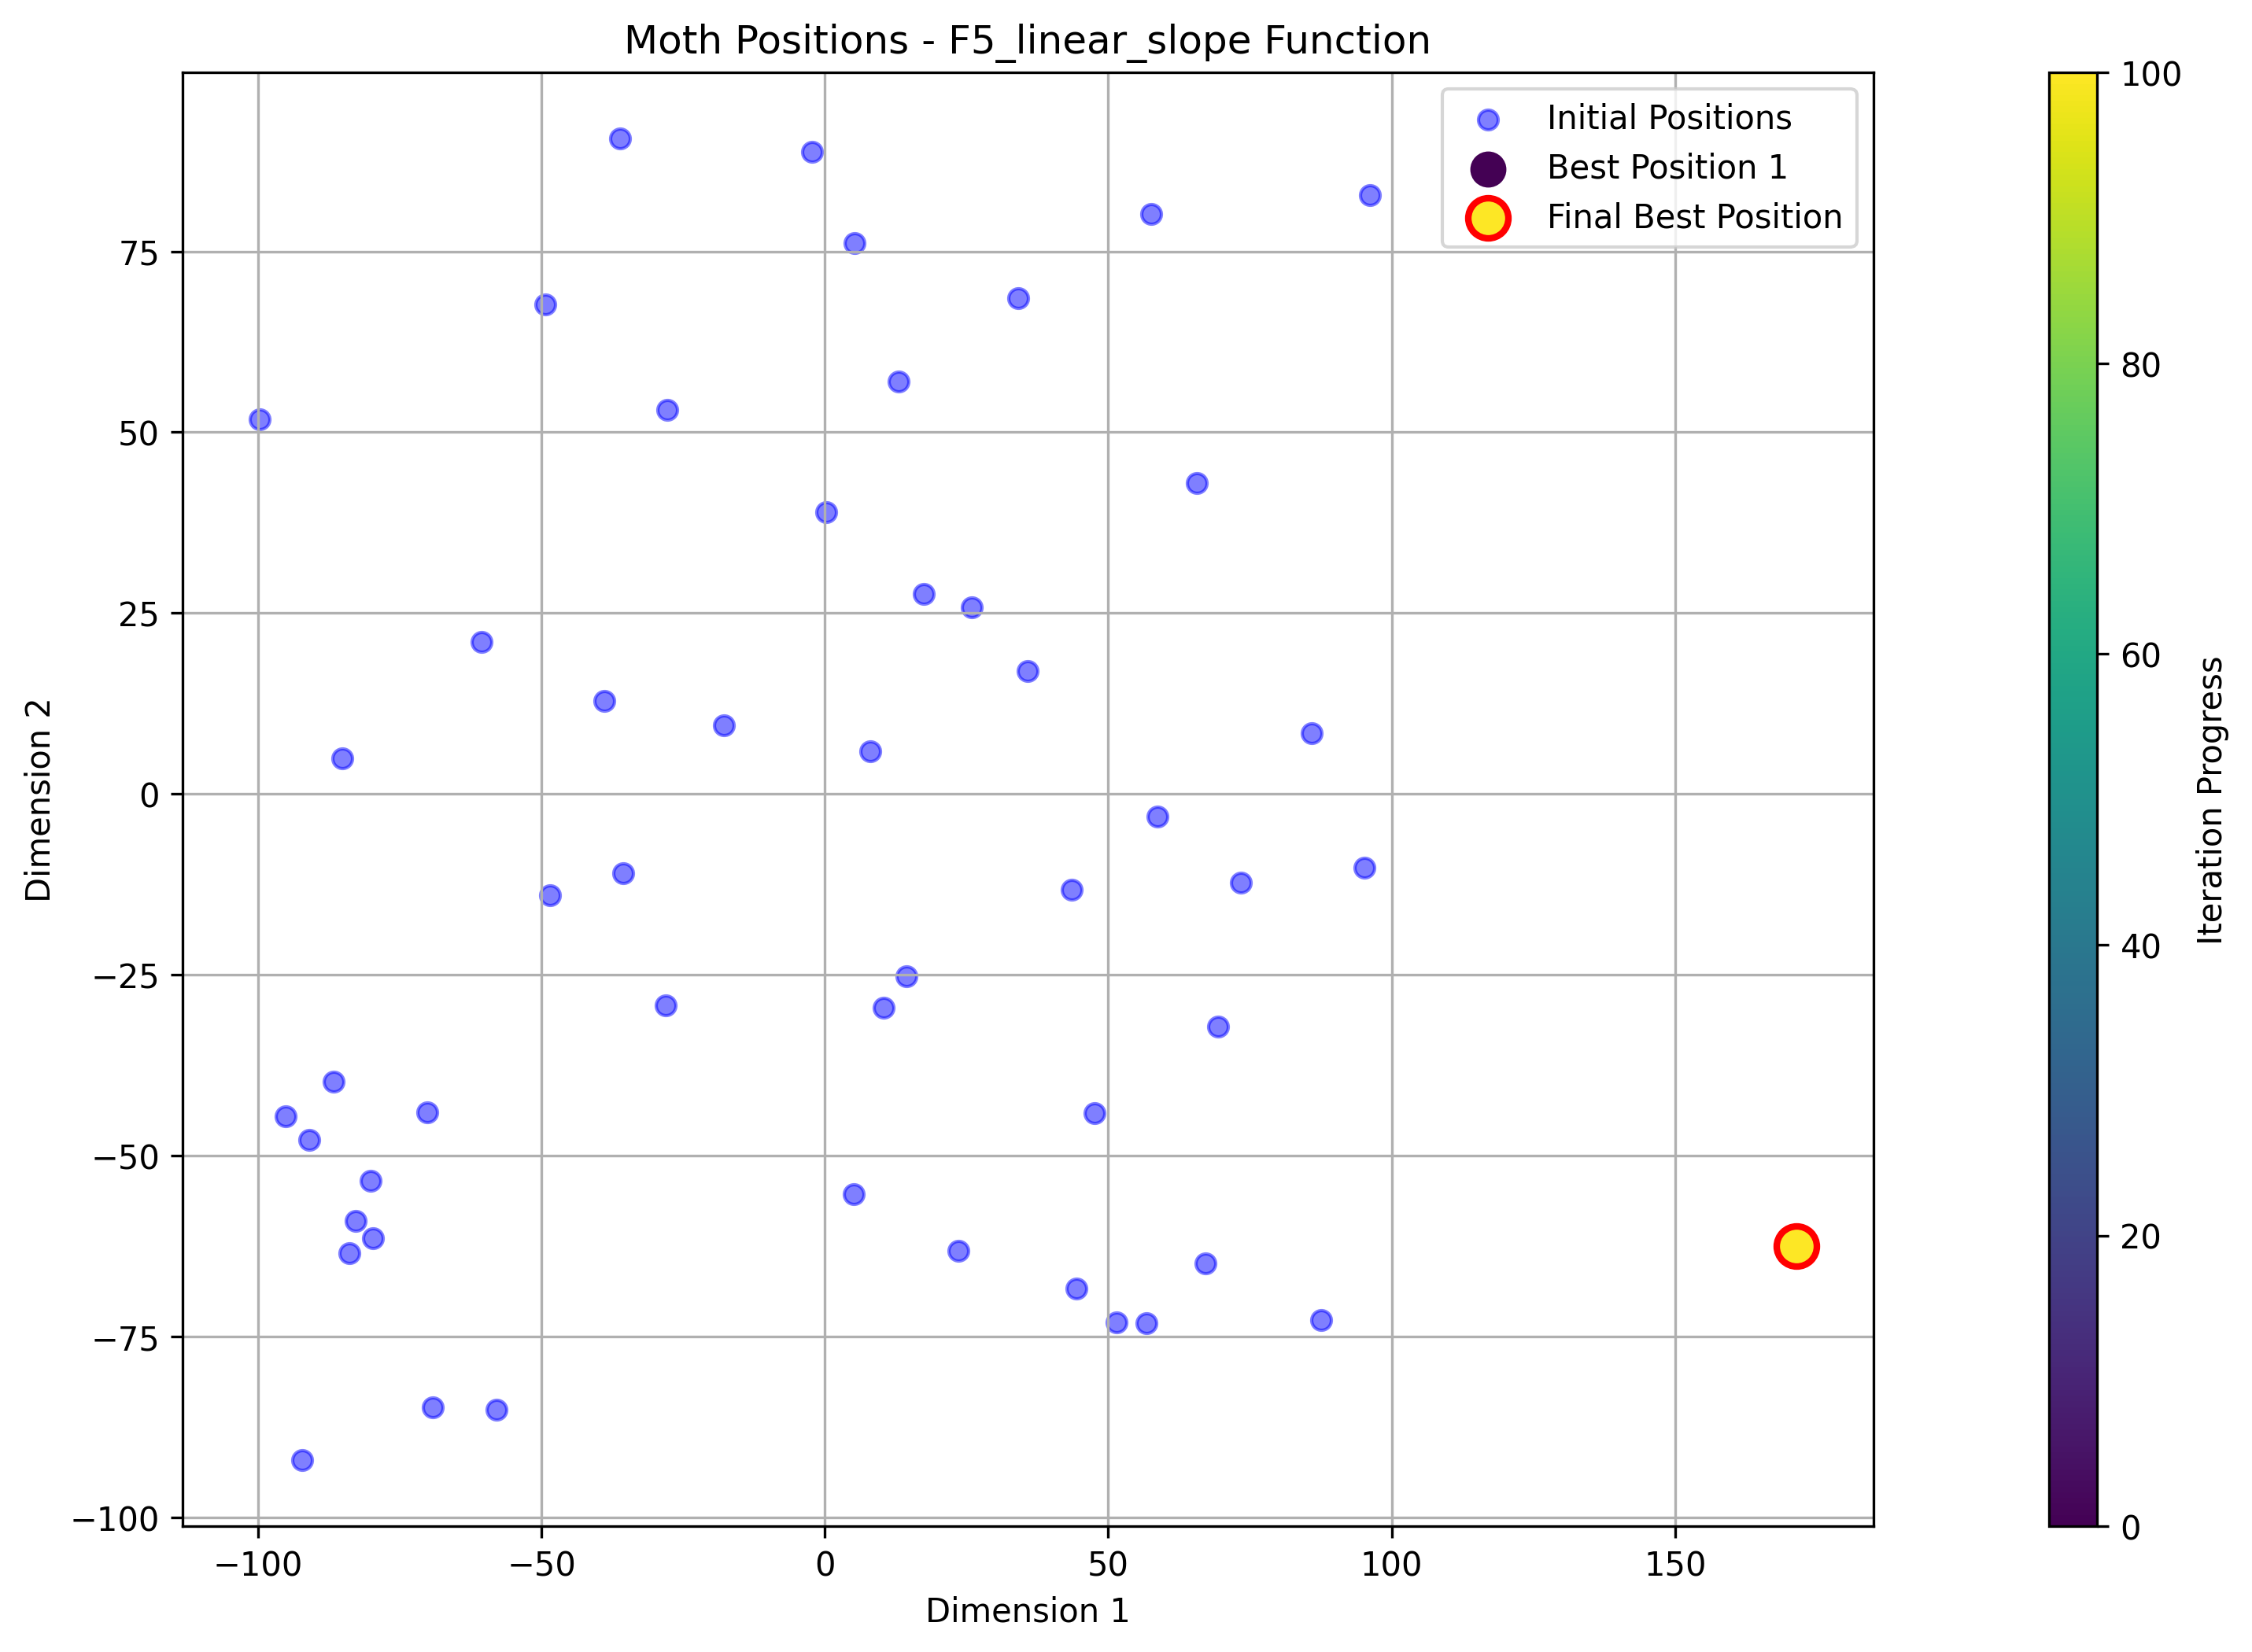 Moth Positions - F5_linear_slope Function
Initial Positions
Best Position 1
Final Best Position
75
50
25
0
−25
−50
−75
−100
Dimension 2
−100
−50
0
50
100
150
Dimension 1
100
80
60
40
20
0
Iteration Progress